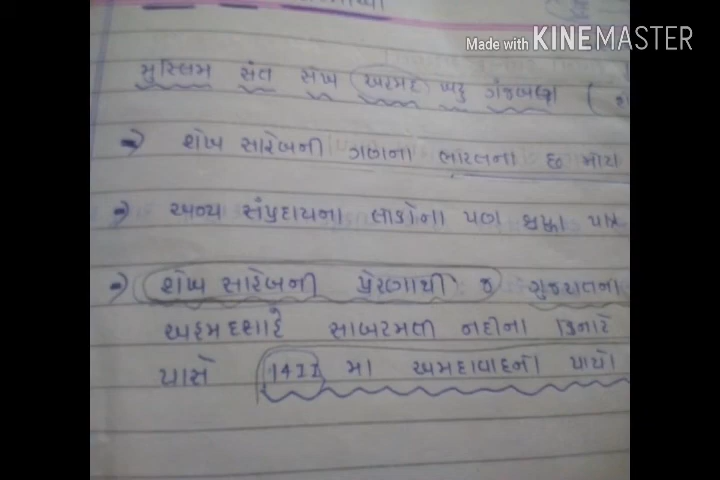 Made with KINEMASTER
મુસ્લિમ સંત સેખ અહમદ ખટ્ટુ ગંજબક્ષ (
→ શેખ સાહેબની ગણના ભારતના છ મોટા
→ અન્ય સંપ્રદાયના લોકોના પણ શ્રદ્ધા પાત્ર
→ શેખ સાહેબની પ્રેરણાથી જ ગુજરાતના
અહમદશાહે સાબરમતી નદીના કિનારે
પાસે 1411 મા અમદાવાદનો પાયો